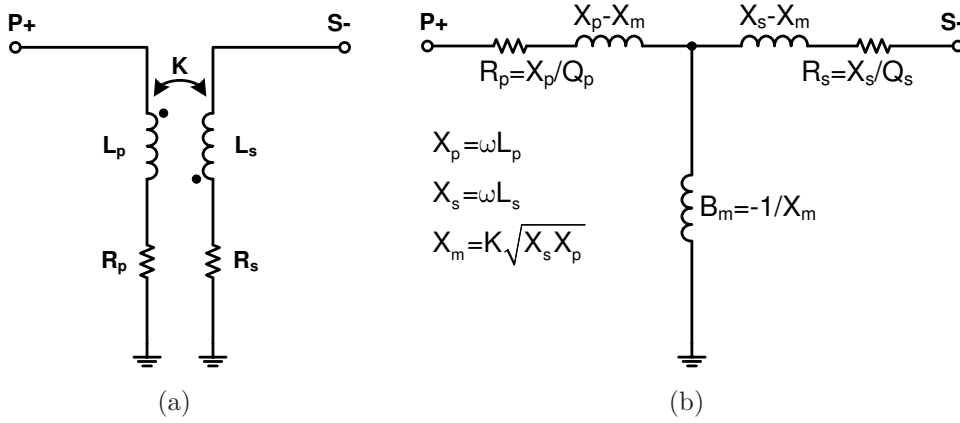 P+
S-
K
Lₚ
Lₛ
Rₚ
Rₛ
(a)
Xₚ-Xₘ
Xₛ-Xₘ
P+
S-
Rₚ=Xₚ/Qₚ
Rₛ=Xₛ/Qₛ
Xₚ=ωLₚ
Xₛ=ωLₛ
Xₘ=K√XₛXₚ
Bₘ=-1/Xₘ
(b)